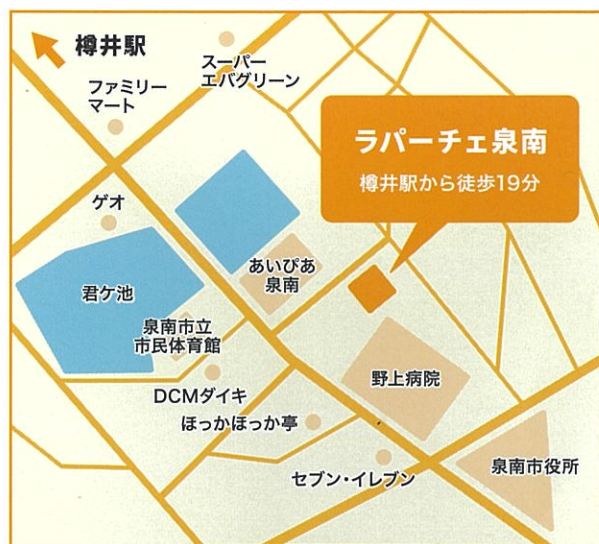 樽井駅
スーパー
エバグリーン
ファミリー
マート
ラパーチェ泉南
樽井駅から徒歩19分
ゲオ
あいぴあ
泉南
君ケ池
泉南市立
市民体育館
野上病院
DCMダイキ
ほっかほっか亭
セブン・イレブン
泉南市役所